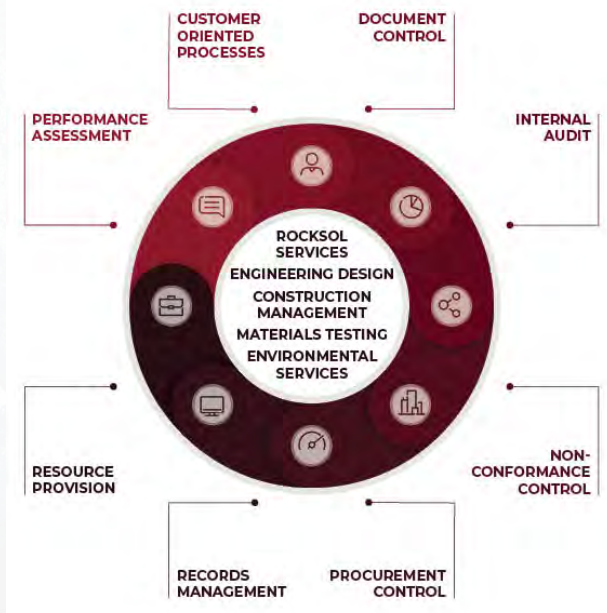 CUSTOMER
ORIENTED
PROCESSES
DOCUMENT
CONTROL
PERFORMANCE
ASSESSMENT
INTERNAL
AUDIT
ROCKSOL
SERVICES
ENGINEERING DESIGN
CONSTRUCTION
MANAGEMENT
MATERIALS TESTING
ENVIRONMENTAL
SERVICES
RESOURCE
PROVISION
NON-
CONFORMANCE
CONTROL
RECORDS
MANAGEMENT
PROCUREMENT
CONTROL